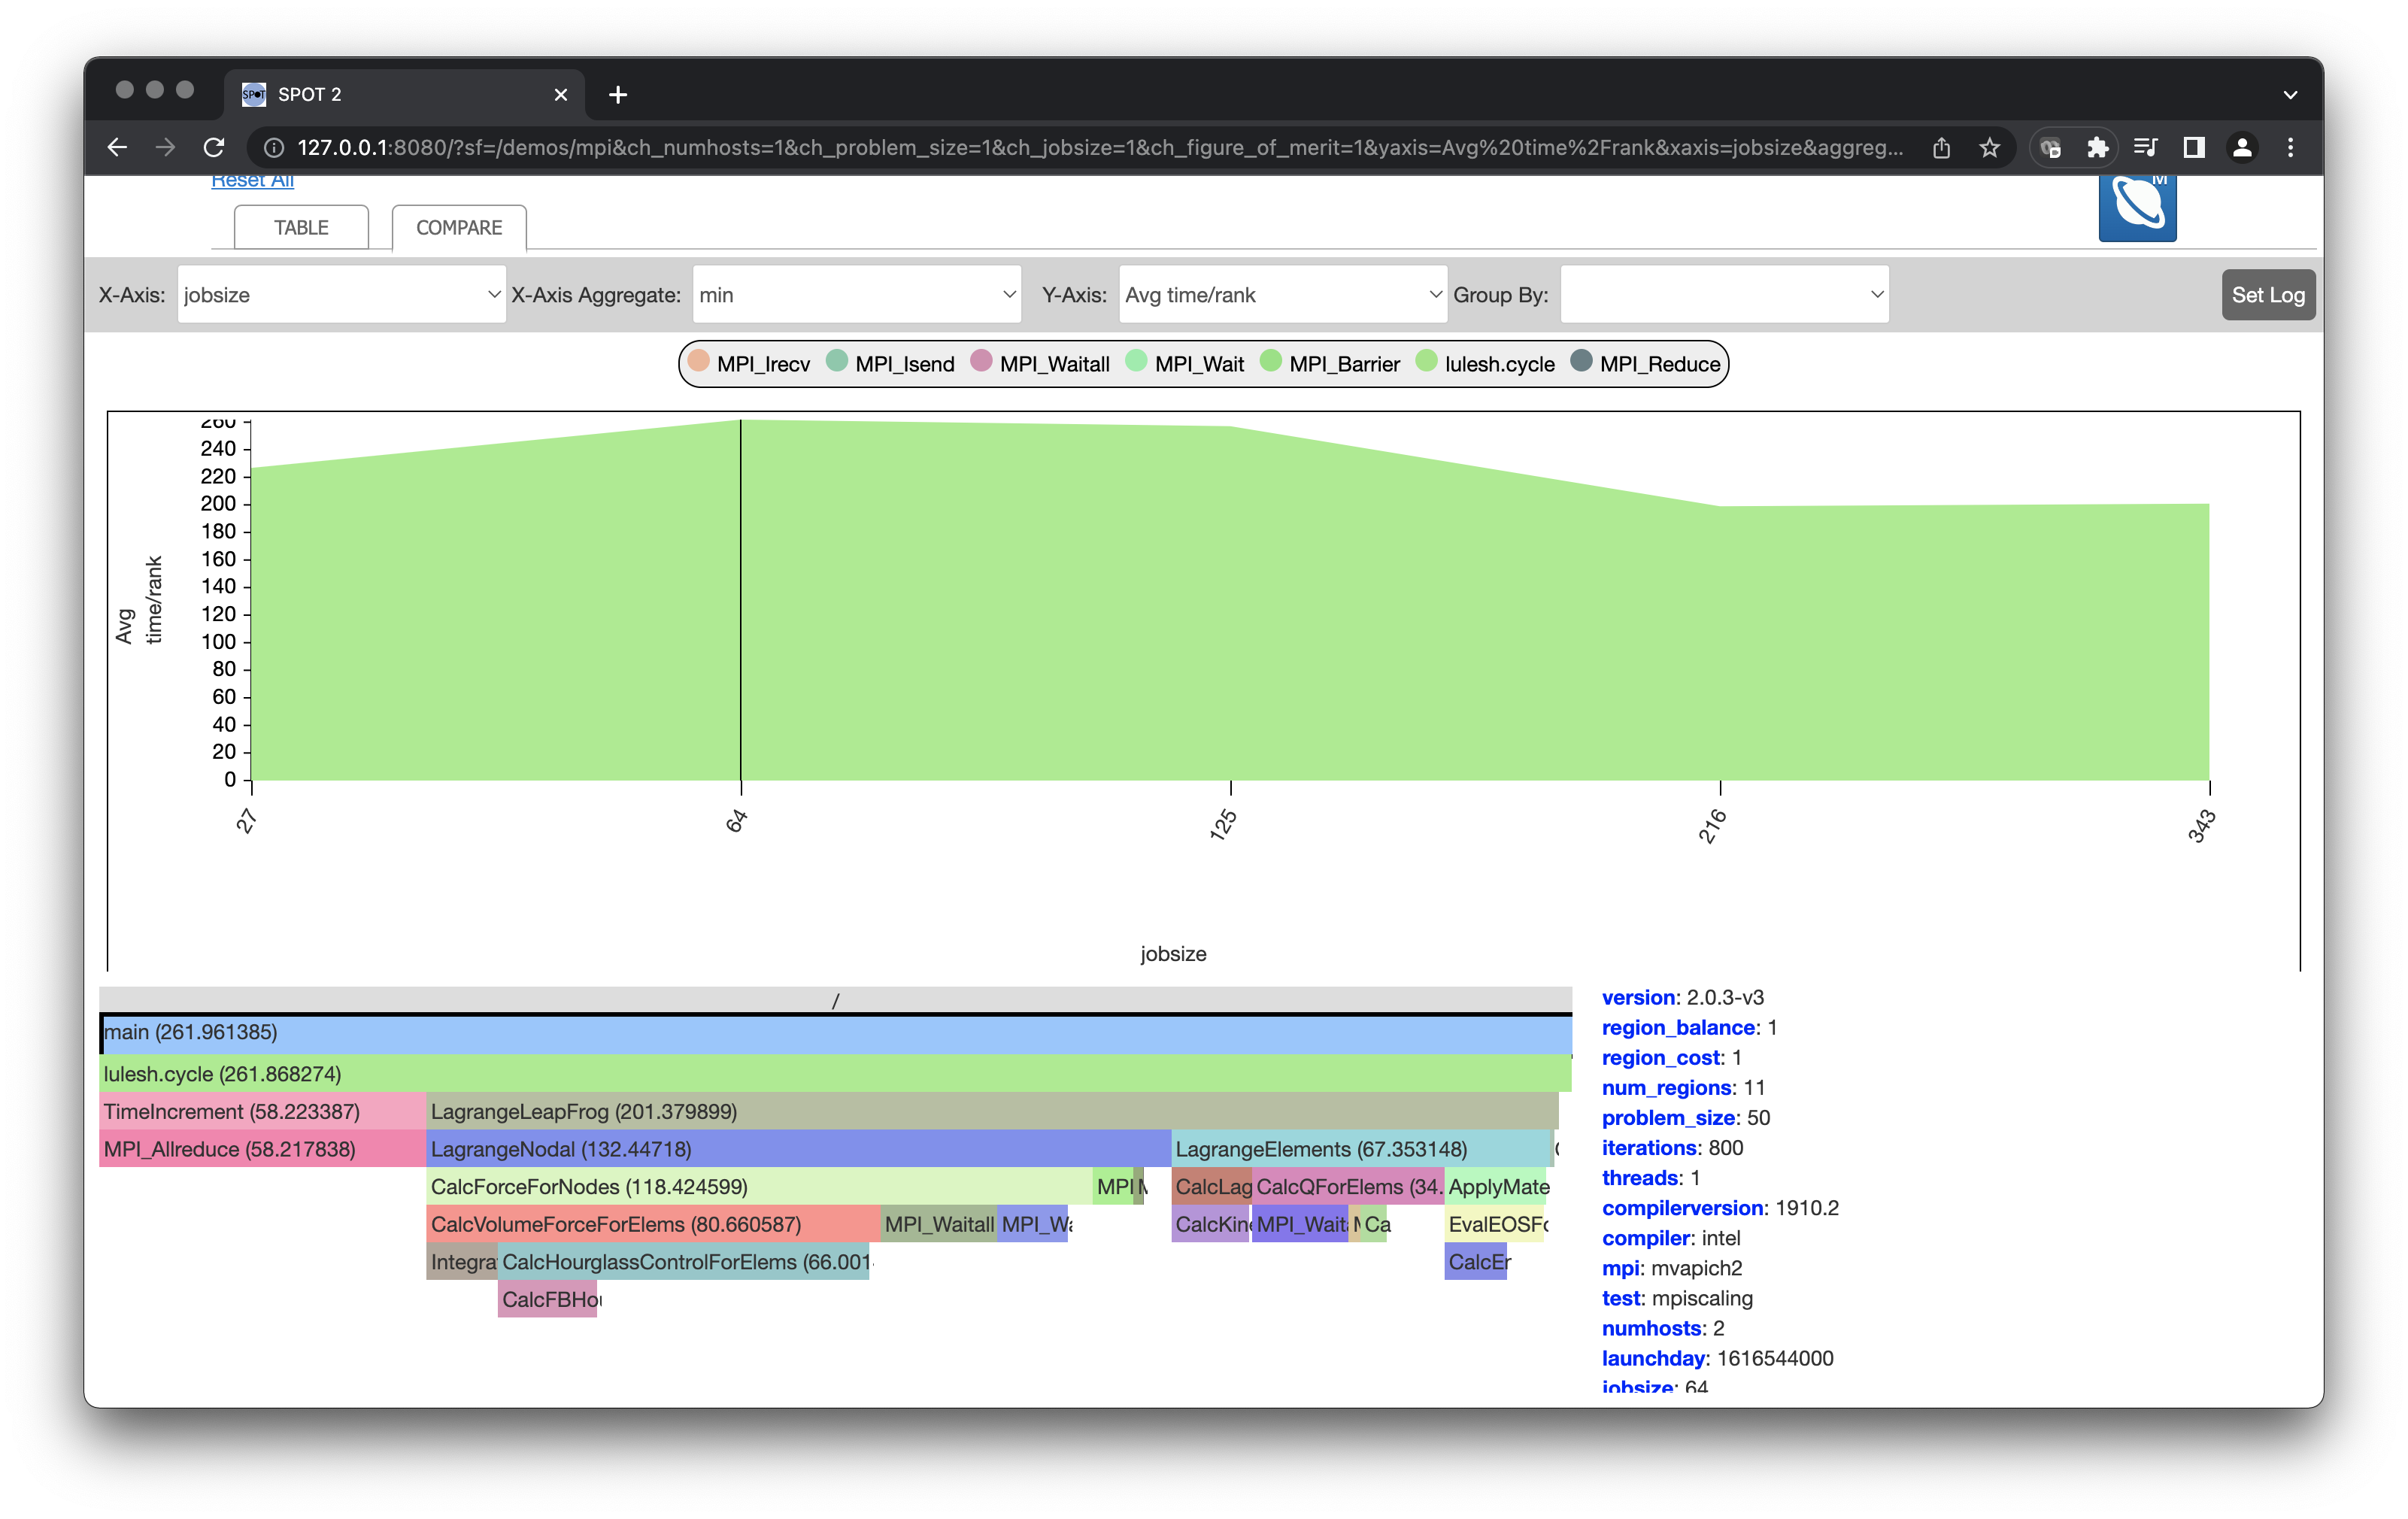 SPOT
SPOT 2
127.0.0.1:8080/?sf=/demos/mpi&ch_numhosts=1&ch_problem_size=1&ch_jobsize=1&ch_figure_of_merit=1&yaxis=Avg%20time%2Frank&xaxis=jobsize&aggreg...
Reset All
M
TABLE COMPARE
X-Axis: jobsize X-Axis Aggregate: min Y-Axis: Avg time/rank Group By: Set Log
MPI_Irecv MPI_Isend MPI_Waitall MPI_Wait MPI_Barrier lulesh.cycle MPI_Reduce
260
240
220
200
180
160
140
120
100
80
60
40
20
0
Avg
time/rank
27 64 125 216 343
jobsize
/
main (261.961385)
lulesh.cycle (261.868274)
TimeIncrement (58.223387) LagrangeLeapFrog (201.379899)
MPI_Allreduce (58.217838) LagrangeNodal (132.44718) LagrangeElements (67.353148)
CalcForceForNodes (118.424599) MPI CalcLag CalcQForElems (34. ApplyMate
CalcVolumeForceForElems (80.660587) MPI_Waitall MPI_Wa CalcKine MPI_Wait Ca EvalEOSFo
Integra CalcHourglassControlForElems (66.001 CalcEr
CalcFBHo
version: 2.0.3-v3
region_balance: 1
region_cost: 1
num_regions: 11
problem_size: 50
iterations: 800
threads: 1
compilerversion: 1910.2
compiler: intel
mpi: mvapich2
test: mpiscaling
numhosts: 2
launchday: 1616544000
jobsize: 64